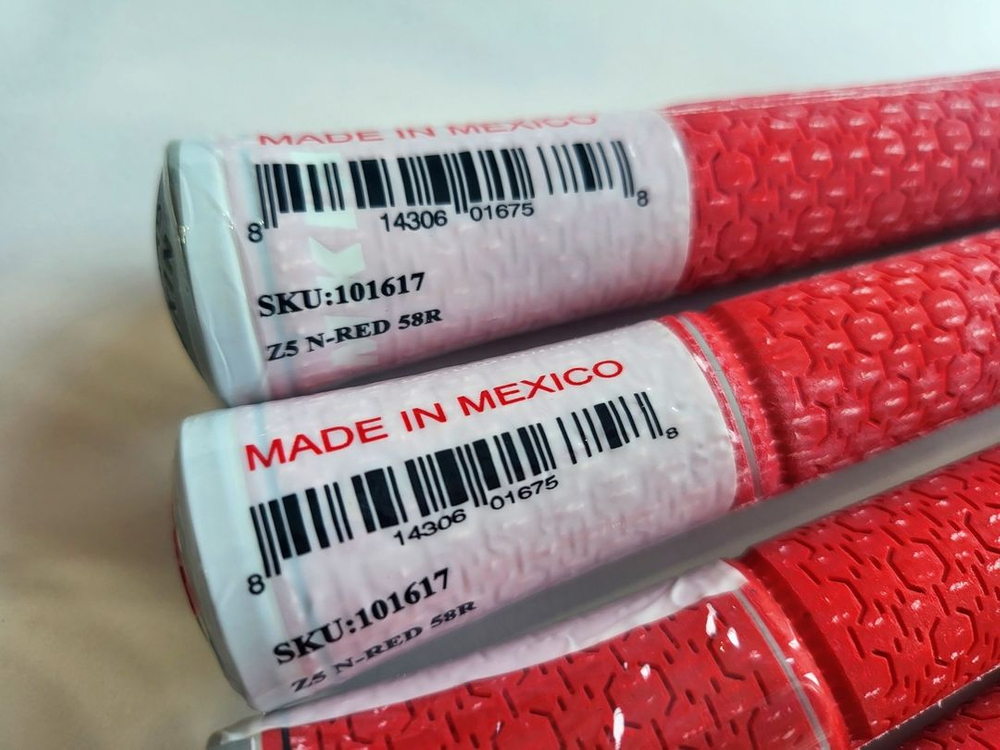 MADE IN MEXICO
8 14306 01675 8
SKU:101617
Z5 N-RED 58R
MADE IN MEXICO
8 14306 01675 8
SKU:101617
Z5 N-RED 58R